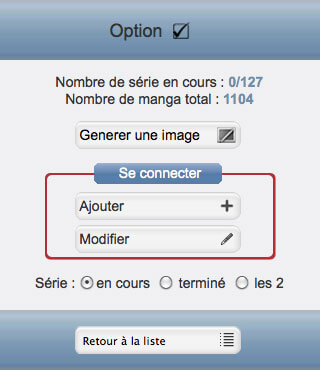 Option
Nombre de série en cours : 0/127
Nombre de manga total : 1104
Generer une image
Se connecter
Ajouter
Modifier
Série : en cours terminé les 2
Retour à la liste